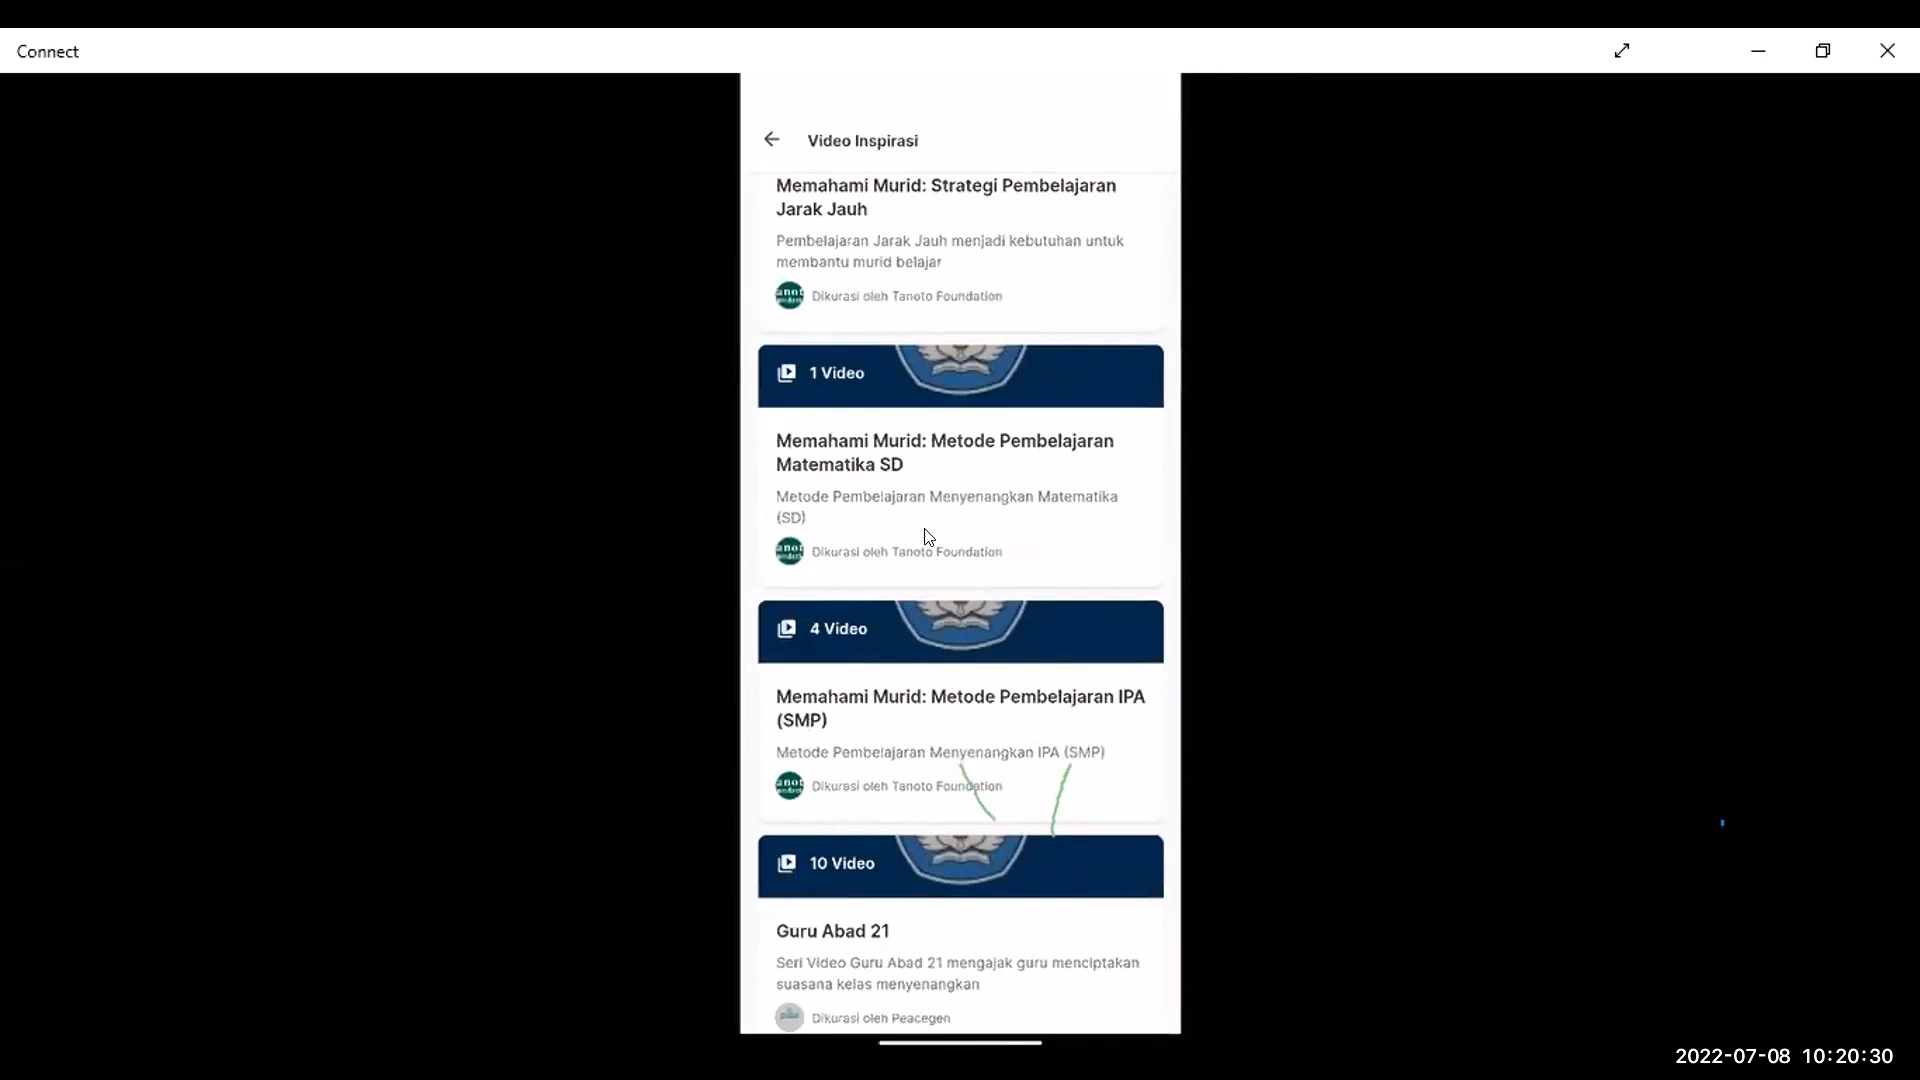 Connect
Video Inspirasi
Memahami Murid: Strategi Pembelajaran
Jarak Jauh
Pembelajaran Jarak Jauh menjadi kebutuhan untuk
membantu murid belajar
Dikurasi oleh Tanoto Foundation
1 Video
Memahami Murid: Metode Pembelajaran
Matematika SD
Metode Pembelajaran Menyenangkan Matematika
(SD)
Dikurasi oleh Tanoto Foundation
4 Video
Memahami Murid: Metode Pembelajaran IPA
(SMP)
Metode Pembelajaran Menyenangkan IPA (SMP)
Dikurasi oleh Tanoto Foundation
10 Video
Guru Abad 21
Seri Video Guru Abad 21 mengajak guru menciptakan
suasana kelas menyenangkan
Dikurasi oleh Peacegen
2022-07-08 10:20:30